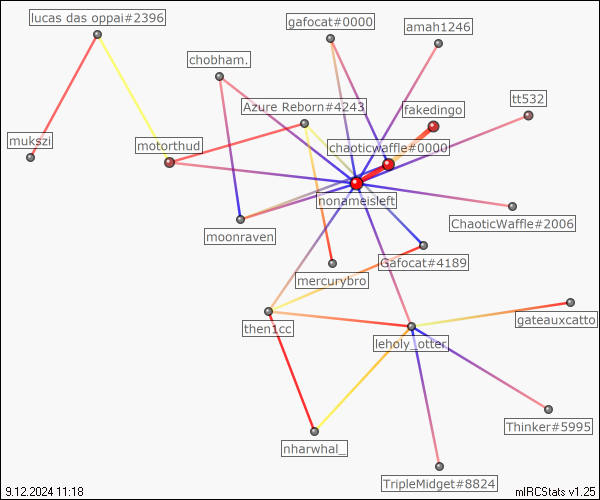 lucas das oppai#2396
gafocat#0000
amah1246
chobham.
Azure Reborn#4243
fakedingo
tt532
mukszi
motorthud
chaoticwaffle#0000
nonameisleft
ChaoticWaffle#2006
moonraven
Gafocat#4189
mercurybro
then1cc
gateauxcatto
leholy_otter
nharwhal_
Thinker#5995
TripleMidget#8824
9.12.2024 11:18
mIRCStats v1.25